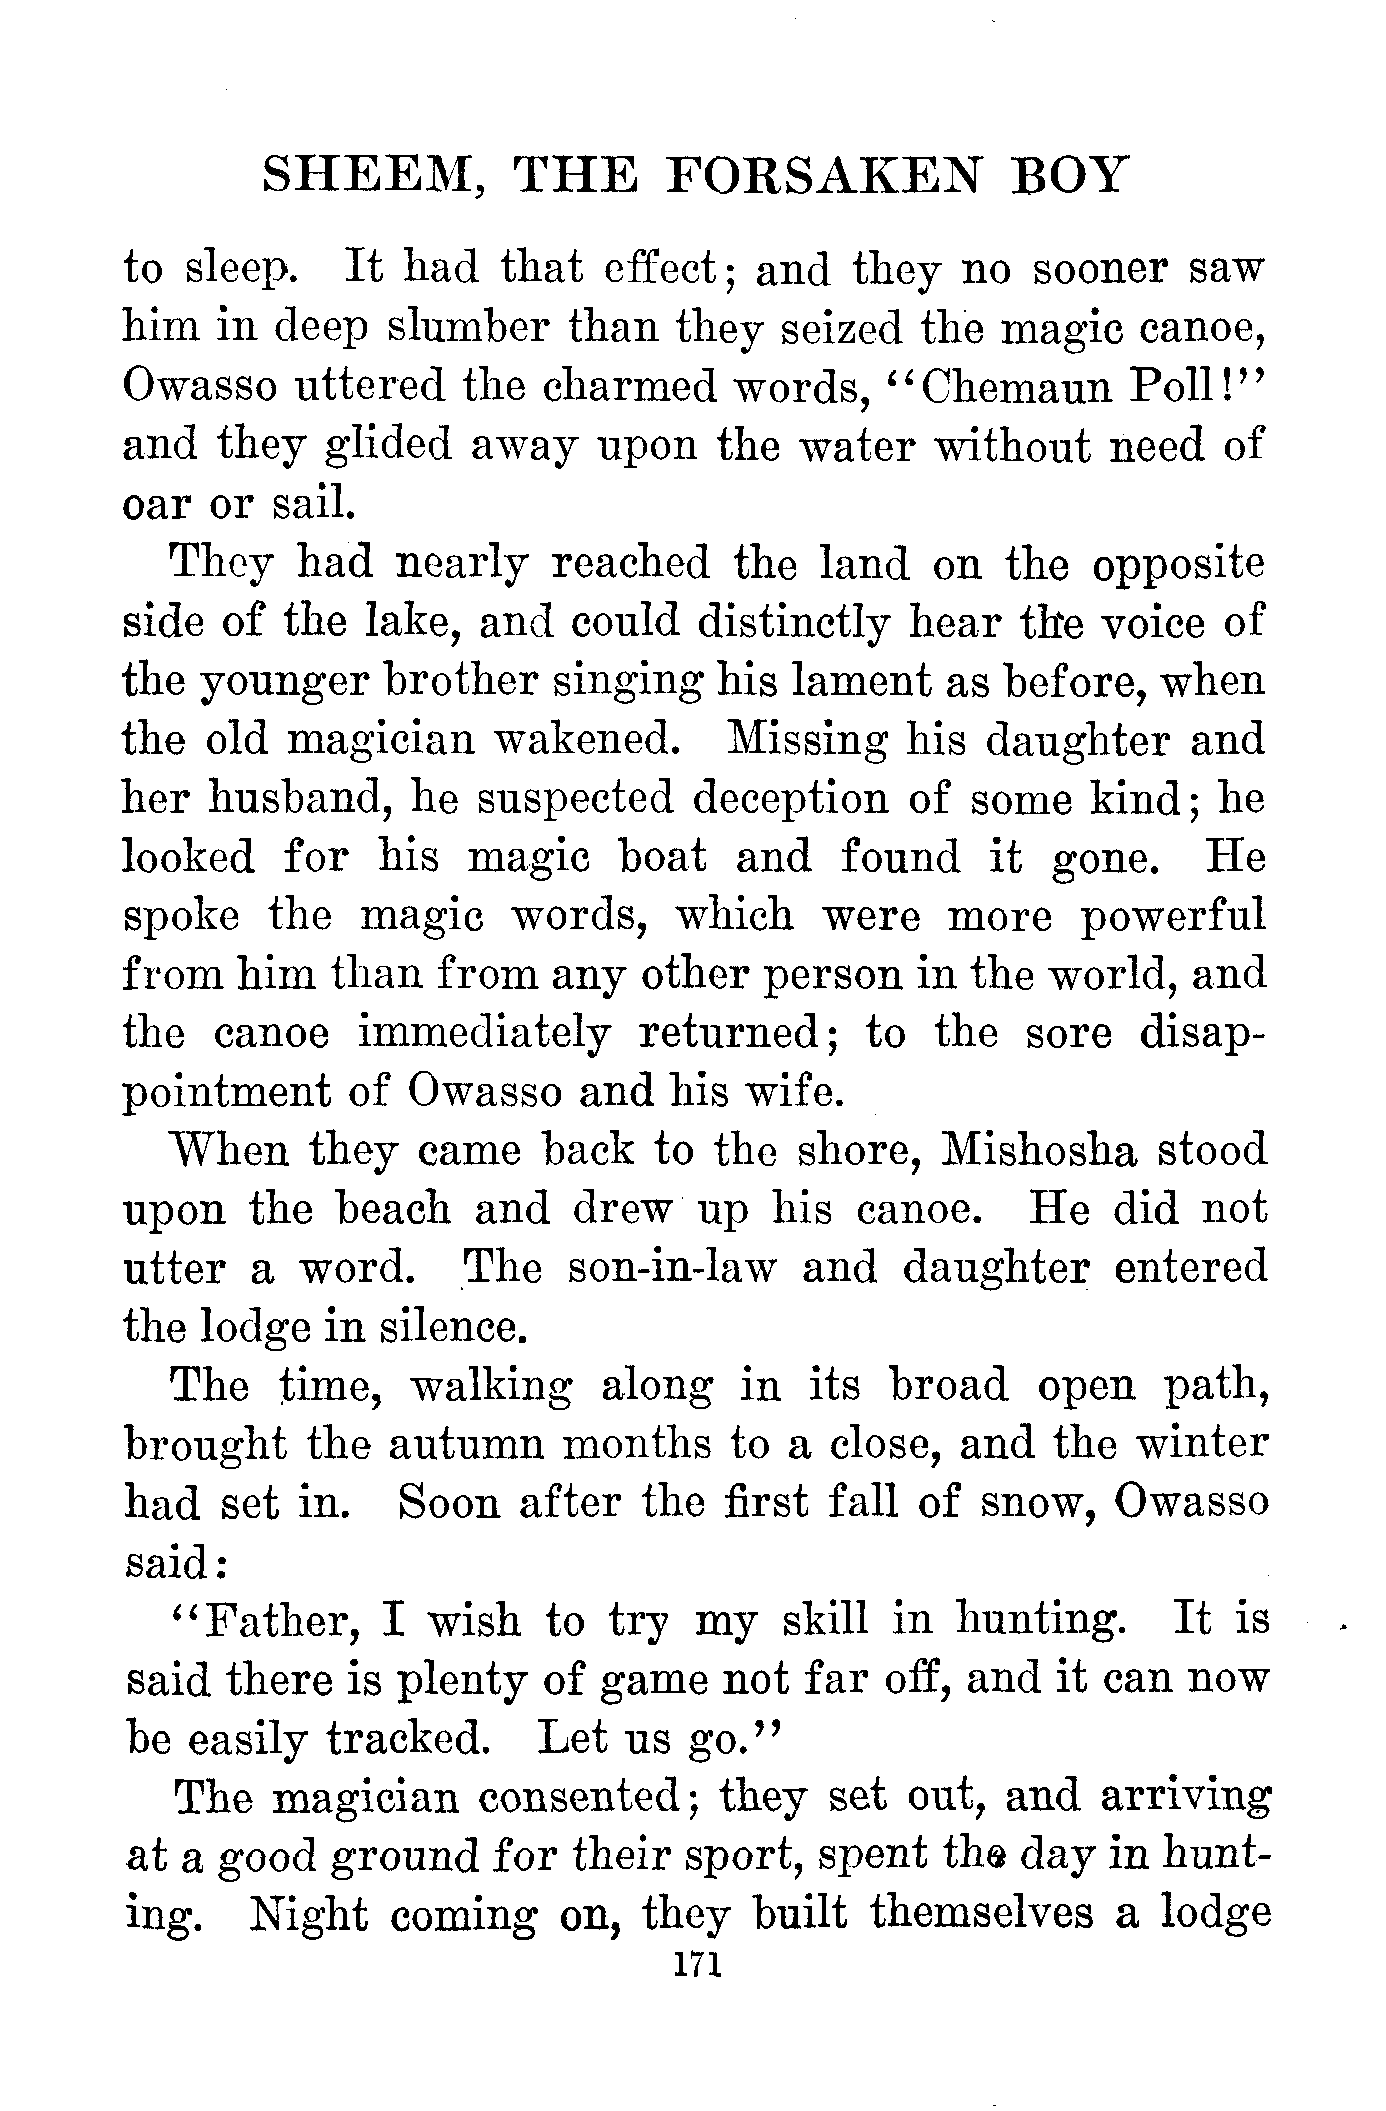 SHEEM, THE FORSAKEN BOY
to sleep. It had that effect; and they no sooner saw
him in deep slumber than they seized the magic canoe,
Owasso uttered the charmed words, "Chemaun Poll!"
and they glided away upon the water without need of
oar or sail.
They had nearly reached the land on the opposite
side of the lake, and could distinctly hear the voice of
the younger brother singing his lament as before, when
the old magician wakened. Missing his daughter and
her husband, he suspected deception of some kind; he
looked for his magic boat and found it gone. He
spoke the magic words, which were more powerful
from him than from any other person in the world, and
the canoe immediately returned; to the sore disap-
pointment of Owasso and his wife.
When they came back to the shore, Mishosha stood
upon the beach and drew up his canoe. He did not
utter a word. The son-in-law and daughter entered
the lodge in silence.
The time, walking along in its broad open path,
brought the autumn months to a close, and the winter
had set in. Soon after the first fall of snow, Owasso
said:
"Father, I wish to try my skill in hunting. It is
said there is plenty of game not far off, and it can now
be easily tracked. Let us go."
The magician consented; they set out, and arriving
at a good ground for their sport, spent the day in hunt-
ing. Night coming on, they built themselves a lodge
171